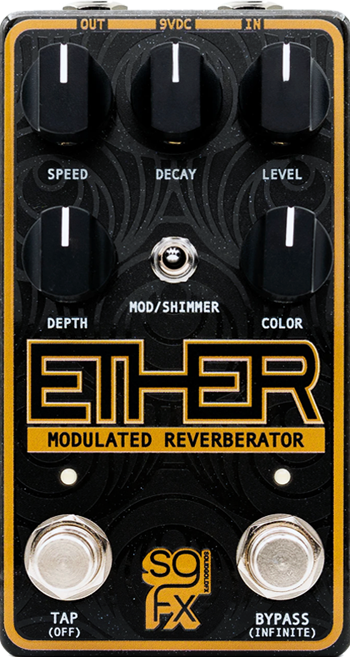 OUT 9VDC IN
SPEED DECAY LEVEL
MOD/SHIMMER
DEPTH COLOR
ETHER
MODULATED REVERBERATOR
sg
FX
SOLIDGOLDFX
TAP BYPASS
(OFF) (INFINITE)